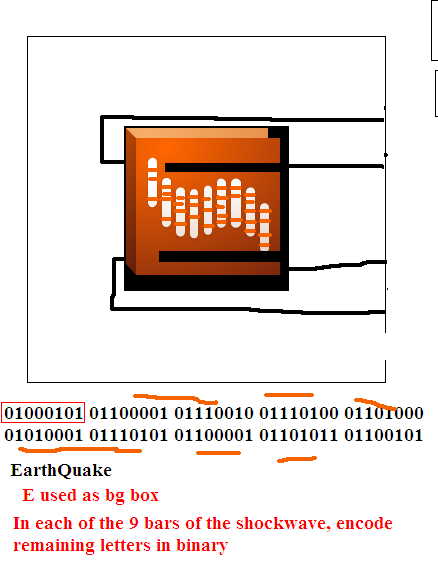 01000101 01100001 01110010 01110100 01101000
01010001 01110101 01100001 01101011 01100101
EarthQuake
E used as bg box
In each of the 9 bars of the shockwave, encode
remaining letters in binary